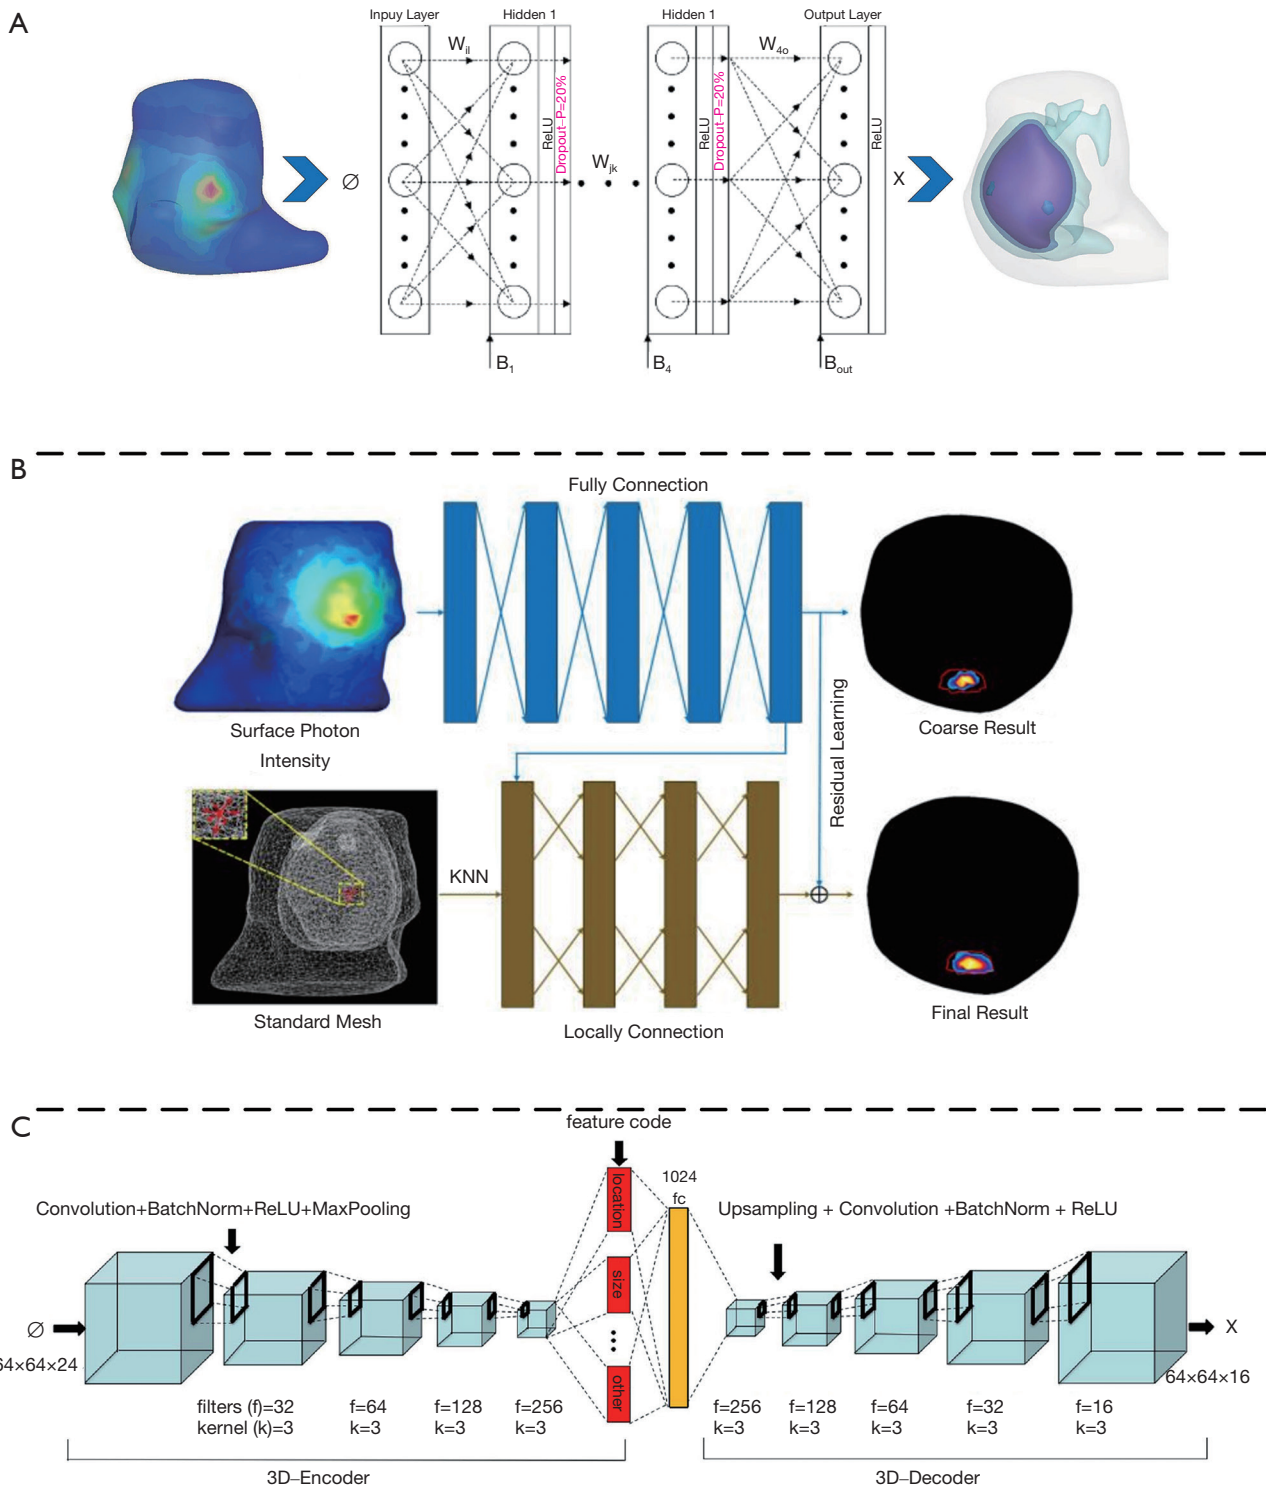 A
Inpuy Layer
Hidden 1
Hidden 1
Output Layer
Wil
W4o
ReLU
Dropout–P=20%
Wjk
ReLU
Dropout–P=20%
ReLU
∅
X
B1
B4
Bout
B
Fully Connection
Surface Photon
Intensity
Coarse Result
Residual Learning
KNN
Standard Mesh
Locally Connection
Final Result
C
feature code
1024
fc
Convolution+BatchNorm+ReLU+MaxPooling
Upsampling + Convolution +BatchNorm + ReLU
location
size
other
∅
64×64×24
X
64×64×16
filters (f)=32
kernel (k)=3
f=64
k=3
f=128
k=3
f=256
k=3
f=256
k=3
f=128
k=3
f=64
k=3
f=32
k=3
f=16
k=3
3D–Encoder
3D–Decoder